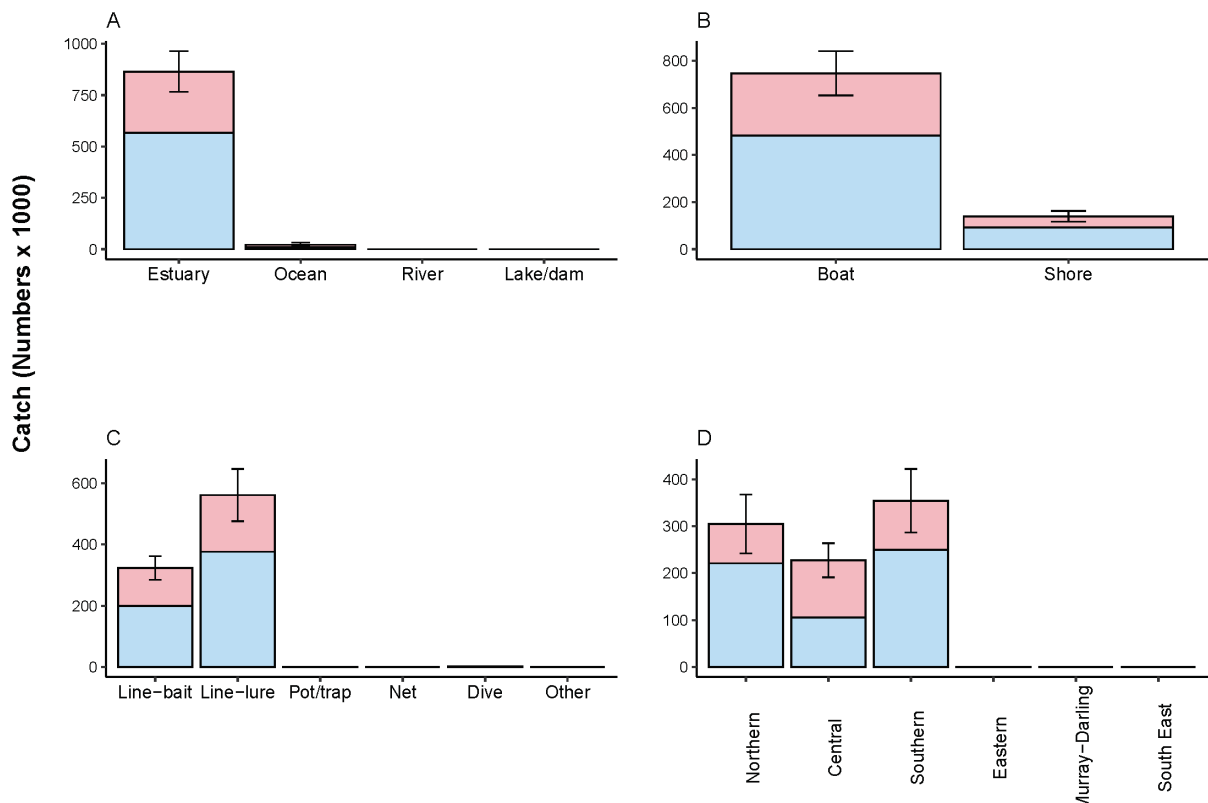 Catch (Numbers x 1000)
A
1000
750
500
250
0
Estuary Ocean River Lake/dam
B
800
600
400
200
0
Boat Shore
C
600
400
200
0
Line−bait Line−lure Pot/trap Net Dive Other
D
400
300
200
100
0
Northern
Central
Southern
Eastern
South East